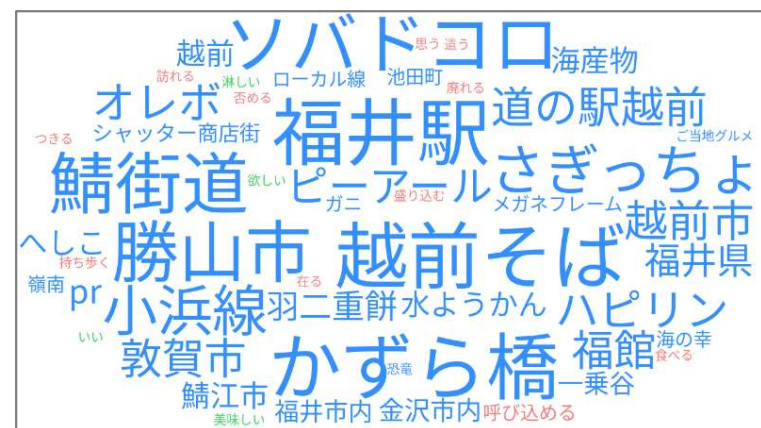 ソバドコロ
思う 遣う
越前
海産物
訪れる
淋しい
ローカル線
池田町
否める
廃れる
オレボ
福井駅
道の駅越前
シャッター商店街
つきる
ご当地グルメ
鯖街道
欲しい
ピーアール
さぎっちょ
ガニ
盛り込む
メガネフレーム
越前市
へしこ
勝山市
越前そば
福井県
持ち歩く
嶺南
pr
在る
小浜線
羽二重餅
水ようかん
ハピリン
いい
敦賀市
かずら橋
恐竜
福館
海の幸
食べる
一乗谷
鯖江市
美味しい
福井市内
金沢市内
呼び込める